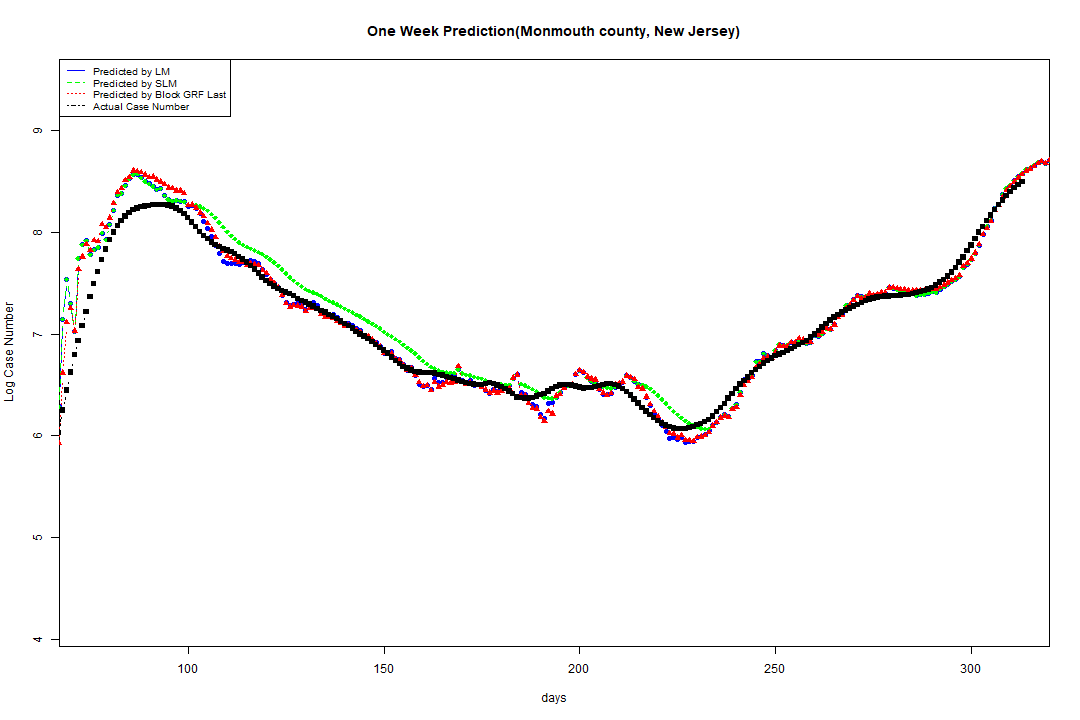 One Week Prediction(Monmouth county, New Jersey)
Predicted by LM
Predicted by SLM
Predicted by Block GRF Last
Actual Case Number
9
8
7
6
5
4
Log Case Number
100 150 200 250 300
days